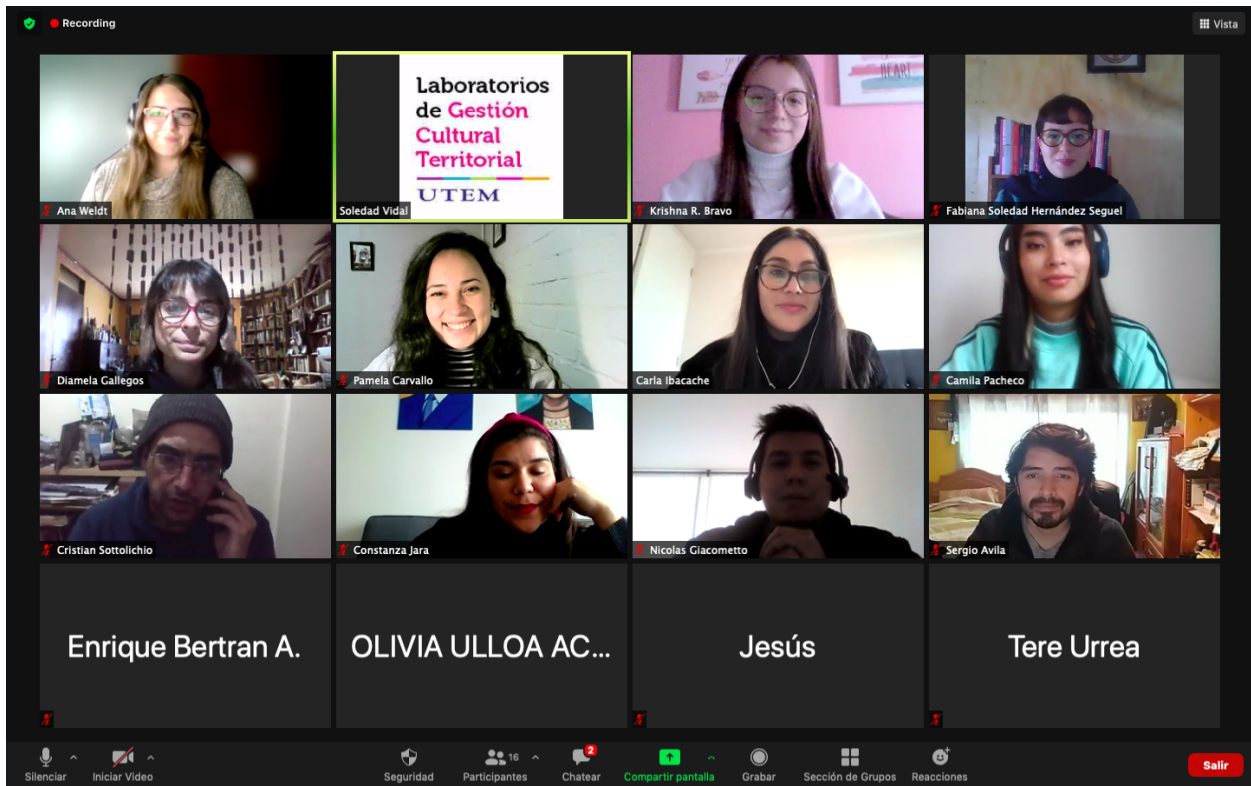 Recording
Vista
Laboratorios
de Gestión
Cultural
Territorial
UTEM
HEART
Ana Weldt
Soledad Vidal
Krishna R. Bravo
Fabiana Soledad Hernández Seguel
Diamela Gallegos
Pamela Carvallo
Carla Ibacache
Camila Pacheco
Cristian Sottolichio
Constanza Jara
Nicolas Giacometto
Sergio Avila
Enrique Bertran A.
OLIVIA ULLOA AC...
Jesús
Tere Urrea
Silenciar
Iniciar Video
Seguridad
16
Participantes
2
Chatear
Compartir pantalla
Grabar
Sección de Grupos
Reacciones
Salir